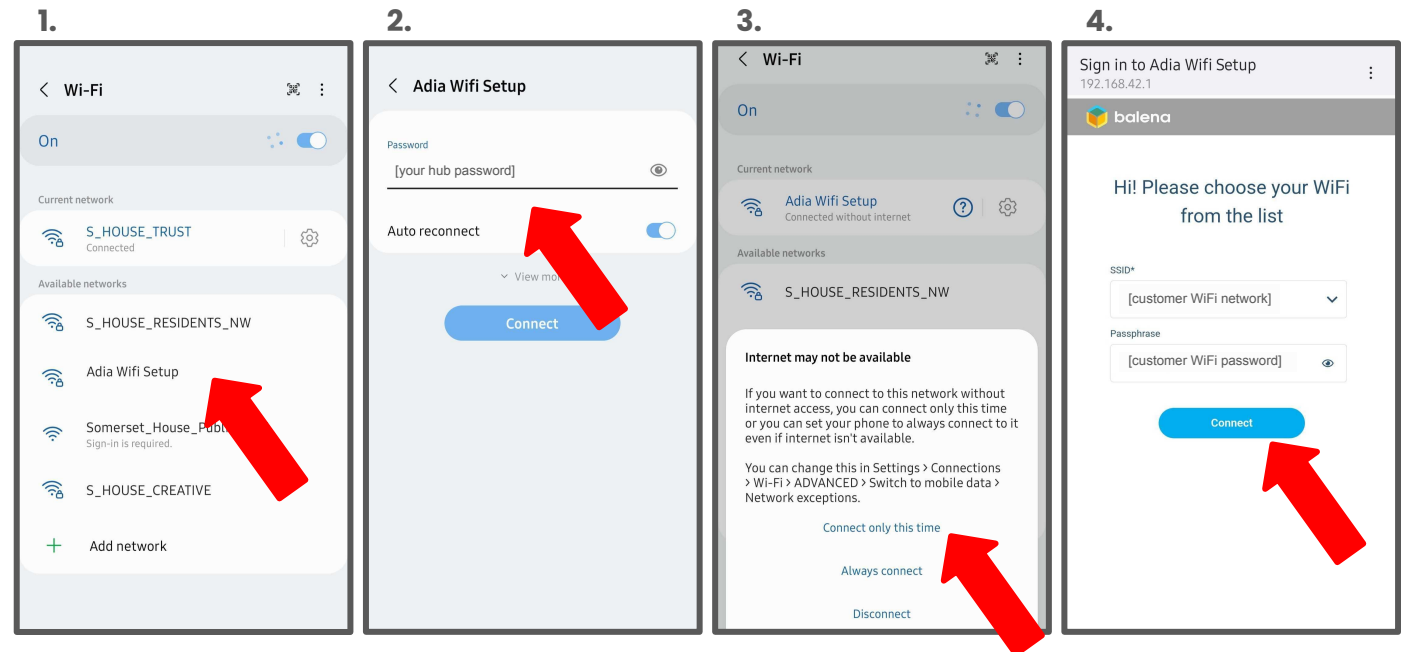 1.
Wi-Fi
On
Current network
S_HOUSE_TRUST
Connected
Available networks
S_HOUSE_RESIDENTS_NW
Adia Wifi Setup
Somerset_House_Publ
Sign-in is required.
S_HOUSE_CREATIVE
Add network
2.
Adia Wifi Setup
Password
[your hub password]
Auto reconnect
View mo
Connect
3.
Wi-Fi
On
Current network
Adia Wifi Setup
Connected without internet
Available networks
S_HOUSE_RESIDENTS_NW
Internet may not be available
If you want to connect to this network without
internet access, you can connect only this time
or you can set your phone to always connect to it
even if internet isn't available.
You can change this in Settings > Connections
> Wi-Fi > ADVANCED > Switch to mobile data >
Network exceptions.
Connect only this time
Always connect
Disconnect
4.
Sign in to Adia Wifi Setup
192.168.42.1
balena
Hi! Please choose your WiFi
from the list
SSID*
[customer WiFi network]
Passphrase
[customer WiFi password]
Connect